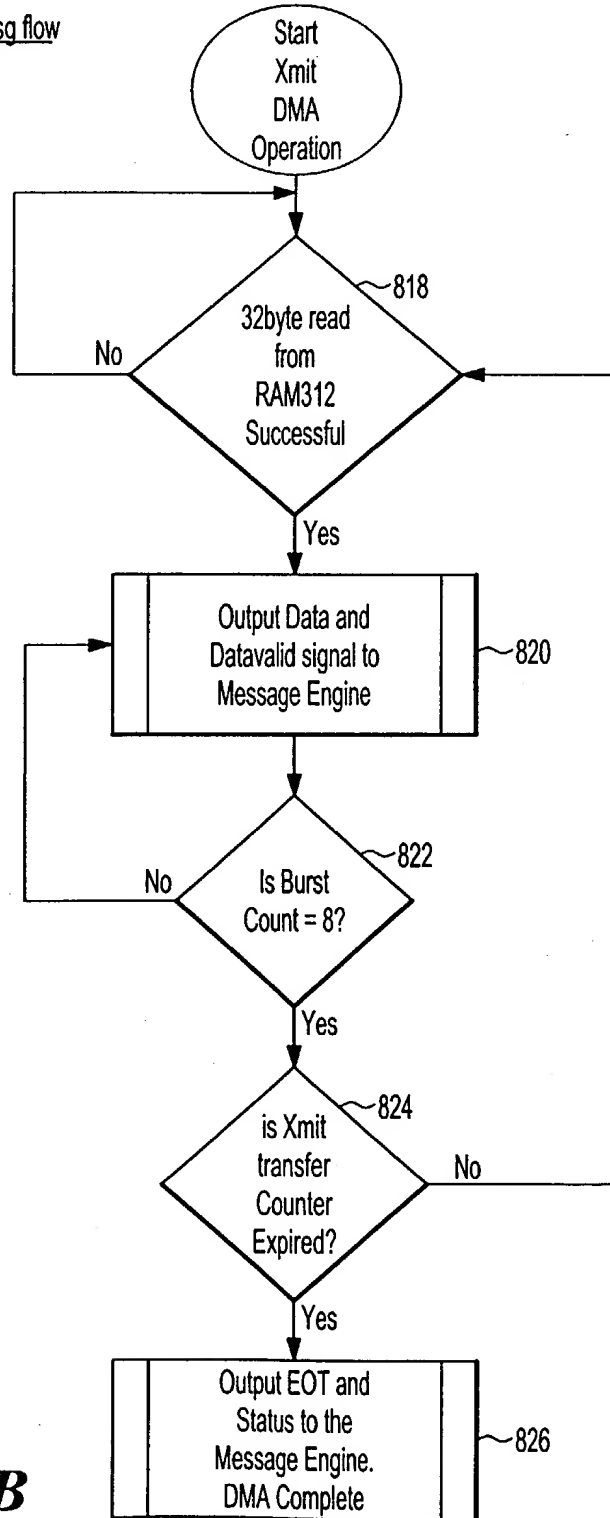 sg flow
Start
Xmit
DMA
Operation
818
32byte read
from
RAM312
Successful
No
Yes
Output Data and
Datavalid signal to
Message Engine
820
822
Is Burst
Count = 8?
No
Yes
824
is Xmit
transfer
Counter
Expired?
No
Yes
Output EOT and
Status to the
Message Engine.
DMA Complete
826
B